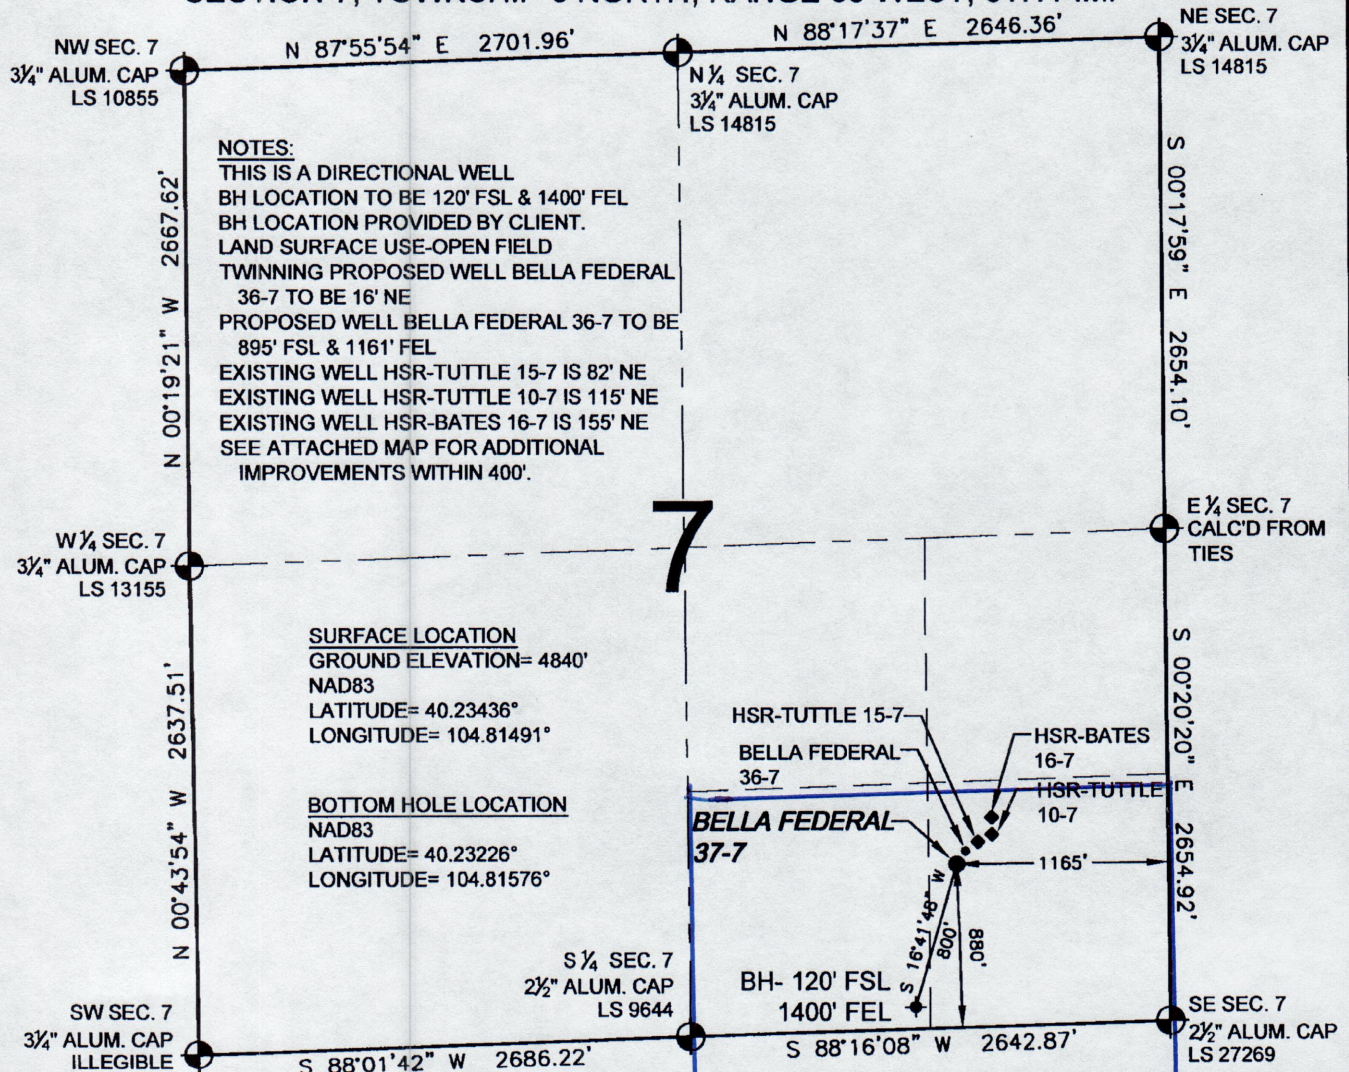 N 87°55'54" E 2701.96'
N 88°17'37" E 2646.36'
NW SEC. 7
3¼" ALUM. CAP
LS 10855
N ¼ SEC. 7
3¼" ALUM. CAP
LS 14815
NE SEC. 7
3¼" ALUM. CAP
LS 14815
NOTES:
THIS IS A DIRECTIONAL WELL
BH LOCATION TO BE 120' FSL & 1400' FEL
BH LOCATION PROVIDED BY CLIENT.
LAND SURFACE USE-OPEN FIELD
TWINNING PROPOSED WELL BELLA FEDERAL
36-7 TO BE 16' NE
PROPOSED WELL BELLA FEDERAL 36-7 TO BE
895' FSL & 1161' FEL
EXISTING WELL HSR-TUTTLE 15-7 IS 82' NE
EXISTING WELL HSR-TUTTLE 10-7 IS 115' NE
EXISTING WELL HSR-BATES 16-7 IS 155' NE
SEE ATTACHED MAP FOR ADDITIONAL
IMPROVEMENTS WITHIN 400'.
N 00°19'21" W 2667.62'
S 00°17'59" E 2654.10'
7
W ¼ SEC. 7
3¼" ALUM. CAP
LS 13155
E ¼ SEC. 7
CALC'D FROM
TIES
SURFACE LOCATION
GROUND ELEVATION= 4840'
NAD83
LATITUDE= 40.23436°
LONGITUDE= 104.81491°
BOTTOM HOLE LOCATION
NAD83
LATITUDE= 40.23226°
LONGITUDE= 104.81576°
N 00°43'54" W 2637.51'
S 00°20'20" E 2654.92'
HSR-TUTTLE 15-7
BELLA FEDERAL
36-7
HSR-BATES
16-7
HSR-TUTTLE
10-7
BELLA FEDERAL
37-7
1165'
S 16°41'48" W
800'
880'
BH- 120' FSL
1400' FEL
S ¼ SEC. 7
2½" ALUM. CAP
LS 9644
SW SEC. 7
3¼" ALUM. CAP
ILLEGIBLE
SE SEC. 7
2½" ALUM. CAP
LS 27269
S 88°01'42" W 2686.22'
S 88°16'08" W 2642.87'